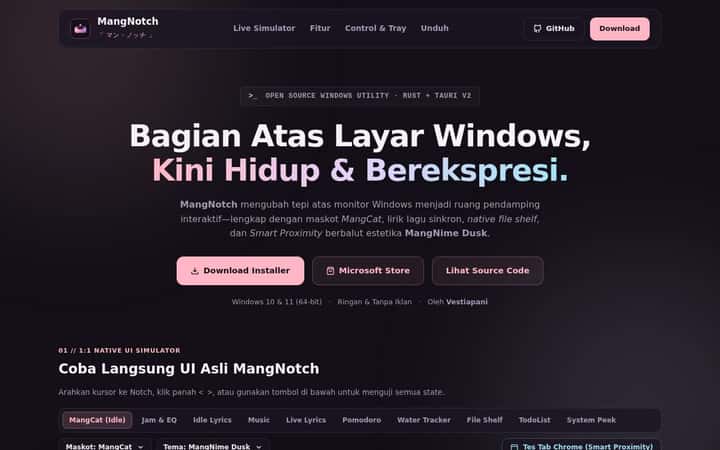 MangNotch
「 マン・ノッチ 」
Live Simulator
Fitur
Control & Tray
Unduh
GitHub
Download
>_ OPEN SOURCE WINDOWS UTILITY · RUST + TAURI V2
Bagian Atas Layar Windows,
Kini Hidup & Berekspresi.
MangNotch mengubah tepi atas monitor Windows menjadi ruang pendamping
interaktif—lengkap dengan maskot MangCat, lirik lagu sinkron, native file shelf,
dan Smart Proximity berbalut estetika MangNime Dusk.
Download Installer
Microsoft Store
Lihat Source Code
Windows 10 & 11 (64-bit) · Ringan & Tanpa Iklan · Oleh Vestiapani
01 // 1:1 NATIVE UI SIMULATOR
Coba Langsung UI Asli MangNotch
Arahkan kursor ke Notch, klik panah < >, atau gunakan tombol di bawah untuk menguji semua state.
MangCat (Idle)
Jam & EQ
Idle Lyrics
Music
Live Lyrics
Pomodoro
Water Tracker
File Shelf
TodoList
System Peek
Maskot: MangCat
Tema: MangNime Dusk
Tes Tab Chrome (Smart Proximity)